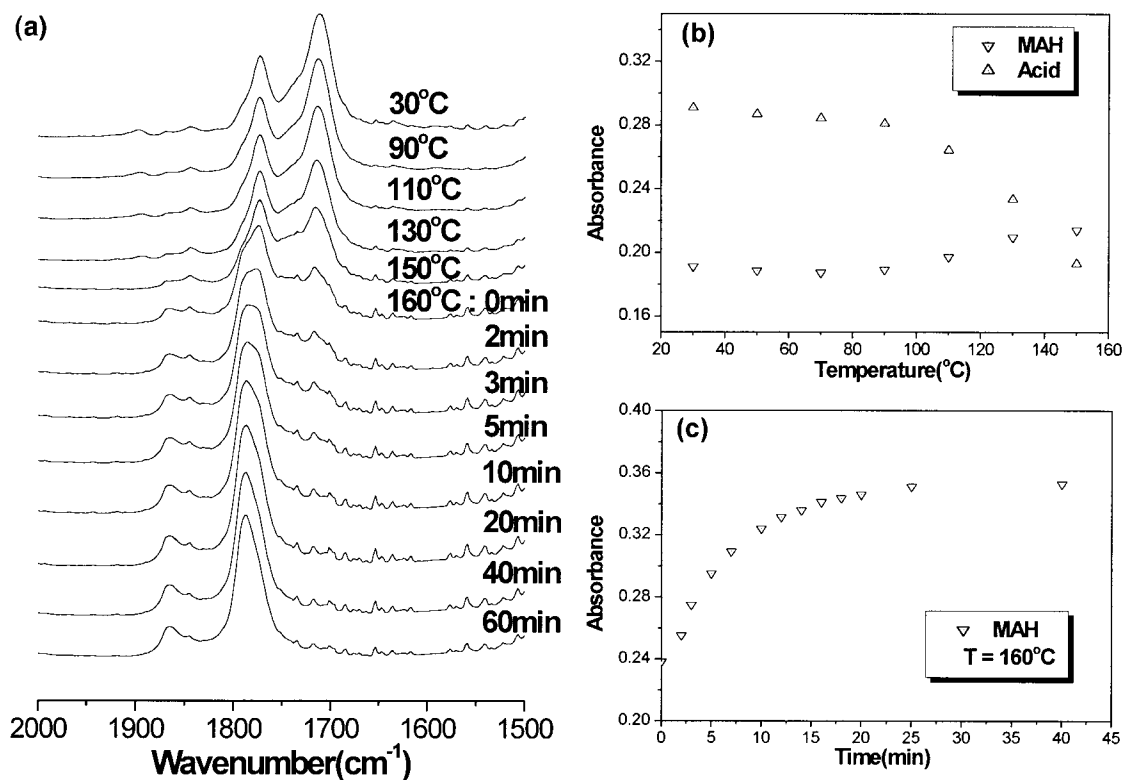 (a)
30°C
90°C
110°C
130°C
150°C
160°C : 0min
2min
3min
5min
10min
20min
40min
60min
2000 1900 1800 1700 1600 1500
Wavenumber(cm⁻¹)
(b)
MAH
Acid
0.32
0.28
0.24
0.20
0.16
Absorbance
20 40 60 80 100 120 140 160
Temperature(°C)
(c)
0.40
0.36
0.32
0.28
0.24
0.20
Absorbance
MAH
T = 160°C
0 5 10 15 20 25 30 35 40 45
Time(min)